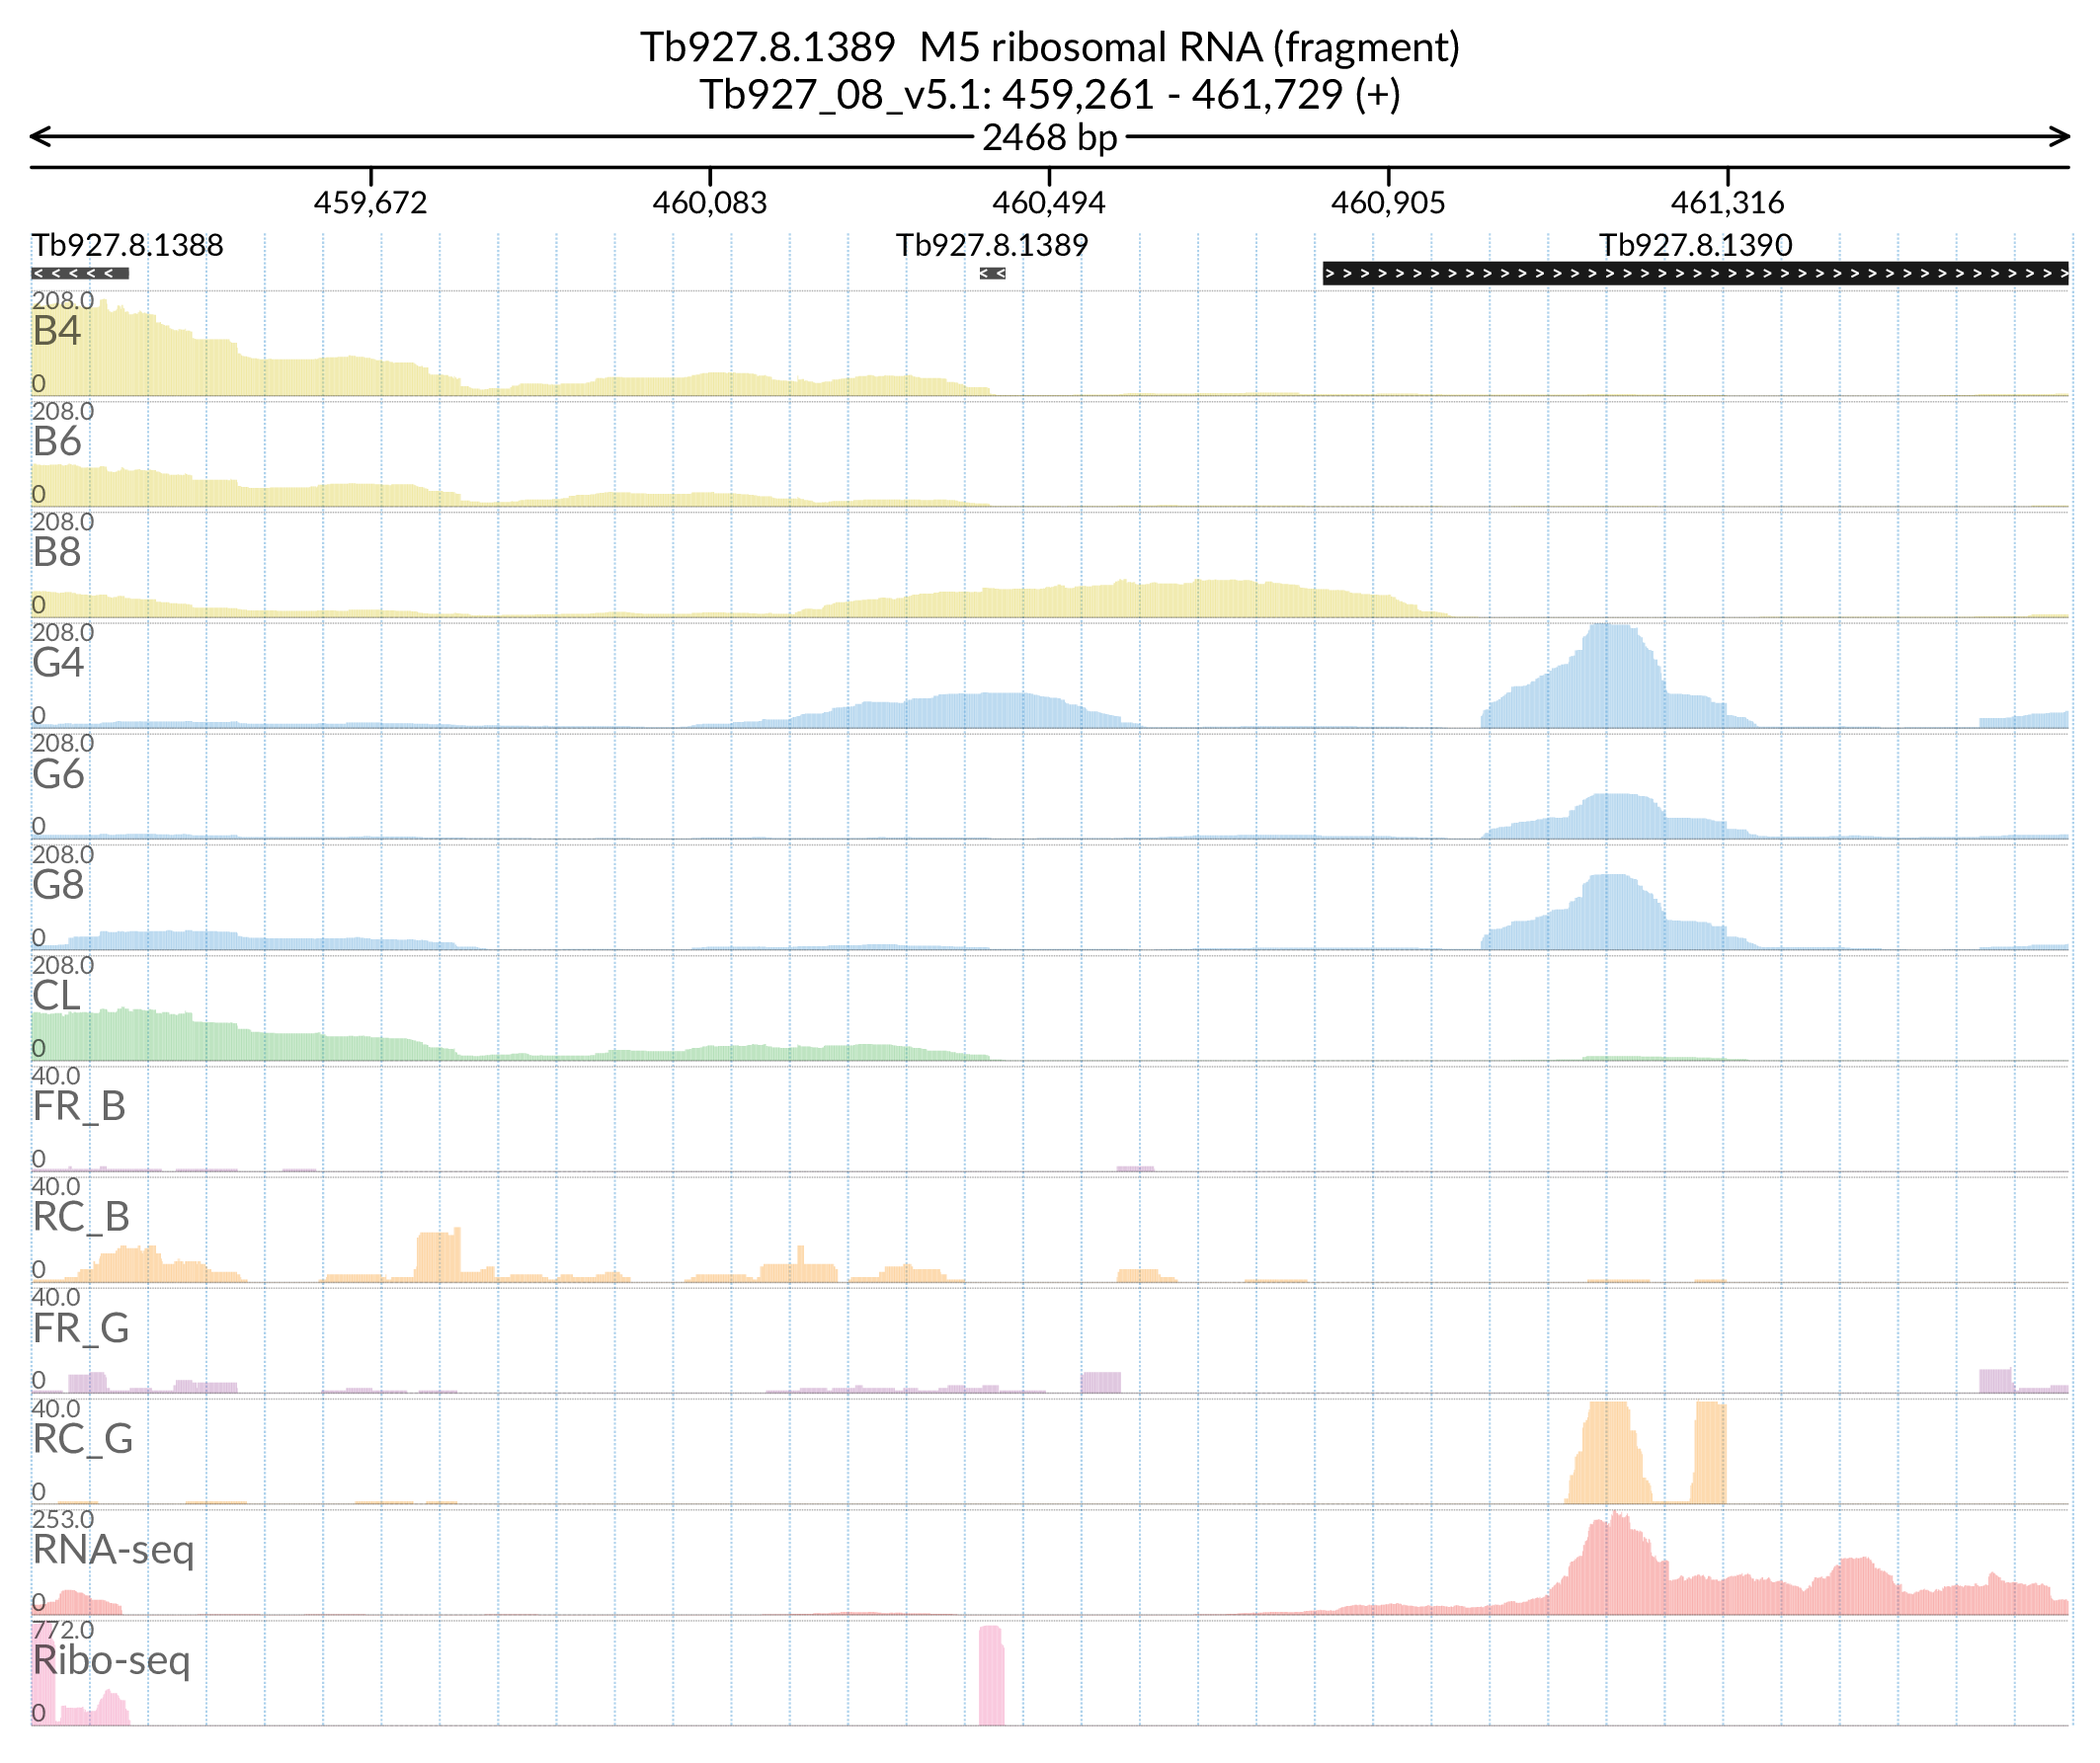 Tb927.8.1389 M5 ribosomal RNA (fragment)
Tb927_08_v5.1: 459,261 - 461,729 (+)
2468 bp
459,672 460,083 460,494 460,905 461,316
Tb927.8.1388 Tb927.8.1389 Tb927.8.1390
208.0
B4
0
208.0
B6
0
208.0
B8
0
208.0
G4
0
208.0
G6
0
208.0
G8
0
208.0
CL
0
40.0
FR_B
0
40.0
RC_B
0
40.0
FR_G
0
40.0
RC_G
0
253.0
RNA-seq
0
772.0
Ribo-seq
0